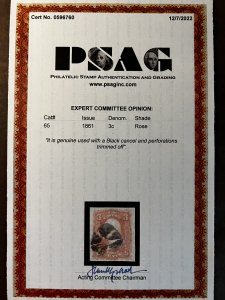 Cert No. 0596760
12/7/2022
PSAG
PHILATELIC STAMP AUTHENTICATION AND GRADING
www.psaginc.com
EXPERT COMMITTEE OPINION:
Cat# Issue Denom. Shade
65 1861 3c Rose
"It is genuine used with a Black cancel and perforations
trimmed off".
Acting Committee Chairman